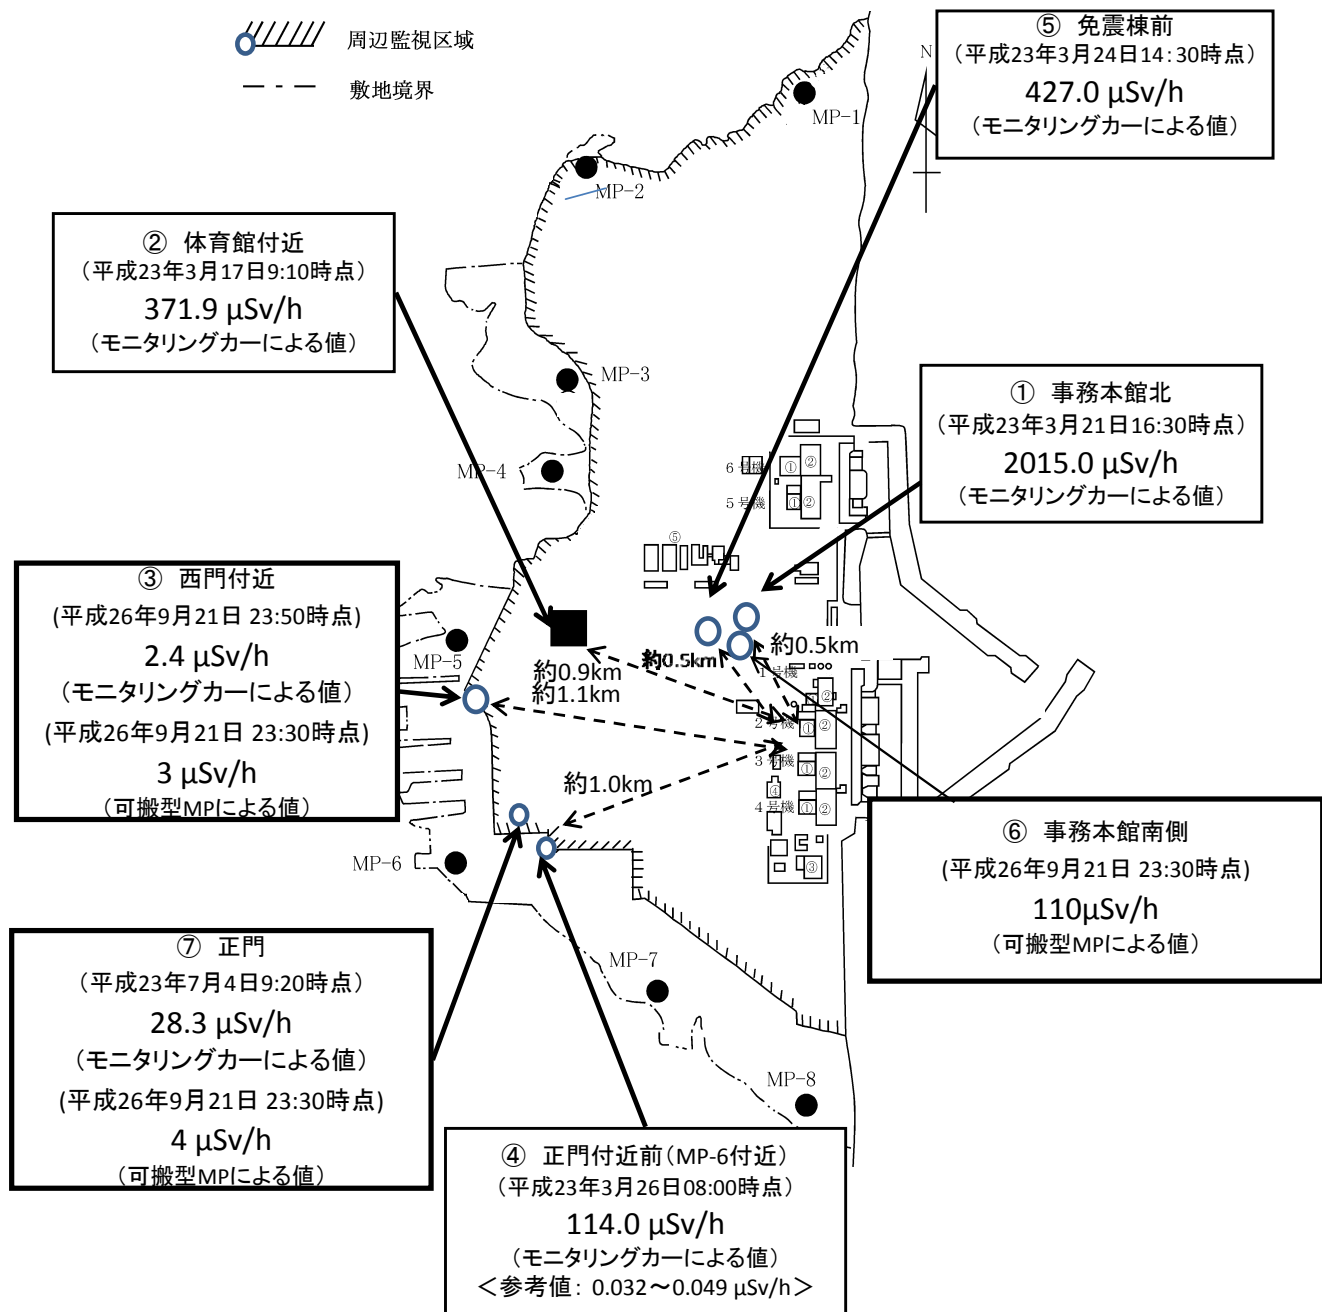 周辺監視区域
敷地境界
⑤ 免震棟前
（平成23年3月24日14：30時点）
427.0 μSv/h
（モニタリングカーによる値）
N
MP-1
MP-2
② 体育館付近
（平成23年3月17日9:10時点）
371.9 μSv/h
（モニタリングカーによる値）
MP-3
MP-4
① 事務本館北
（平成23年3月21日16:30時点）
2015.0 μSv/h
（モニタリングカーによる値）
6号機
①
②
5号機
①
②
⑤
③ 西門付近
(平成26年9月21日 23:50時点)
2.4 μSv/h
（モニタリングカーによる値）
(平成26年9月21日 23:30時点)
3 μSv/h
（可搬型MPによる値）
MP-5
約0.9km
約1.1km
約0.5km
約0.5km
約1.0km
1号機
②
2号機
①
②
3号機
①
②
④
4号機
①
②
③
MP-6
⑥ 事務本館南側
(平成26年9月21日 23:30時点)
110μSv/h
（可搬型MPによる値）
⑦ 正門
（平成23年7月4日9:20時点）
28.3 μSv/h
（モニタリングカーによる値）
(平成26年9月21日 23:30時点)
4 μSv/h
（可搬型MPによる値）
MP-7
MP-8
④ 正門付近前（MP-6付近）
（平成23年3月26日08:00時点）
114.0 μSv/h
（モニタリングカーによる値）
＜参考値： 0.032～0.049 μSv/h＞